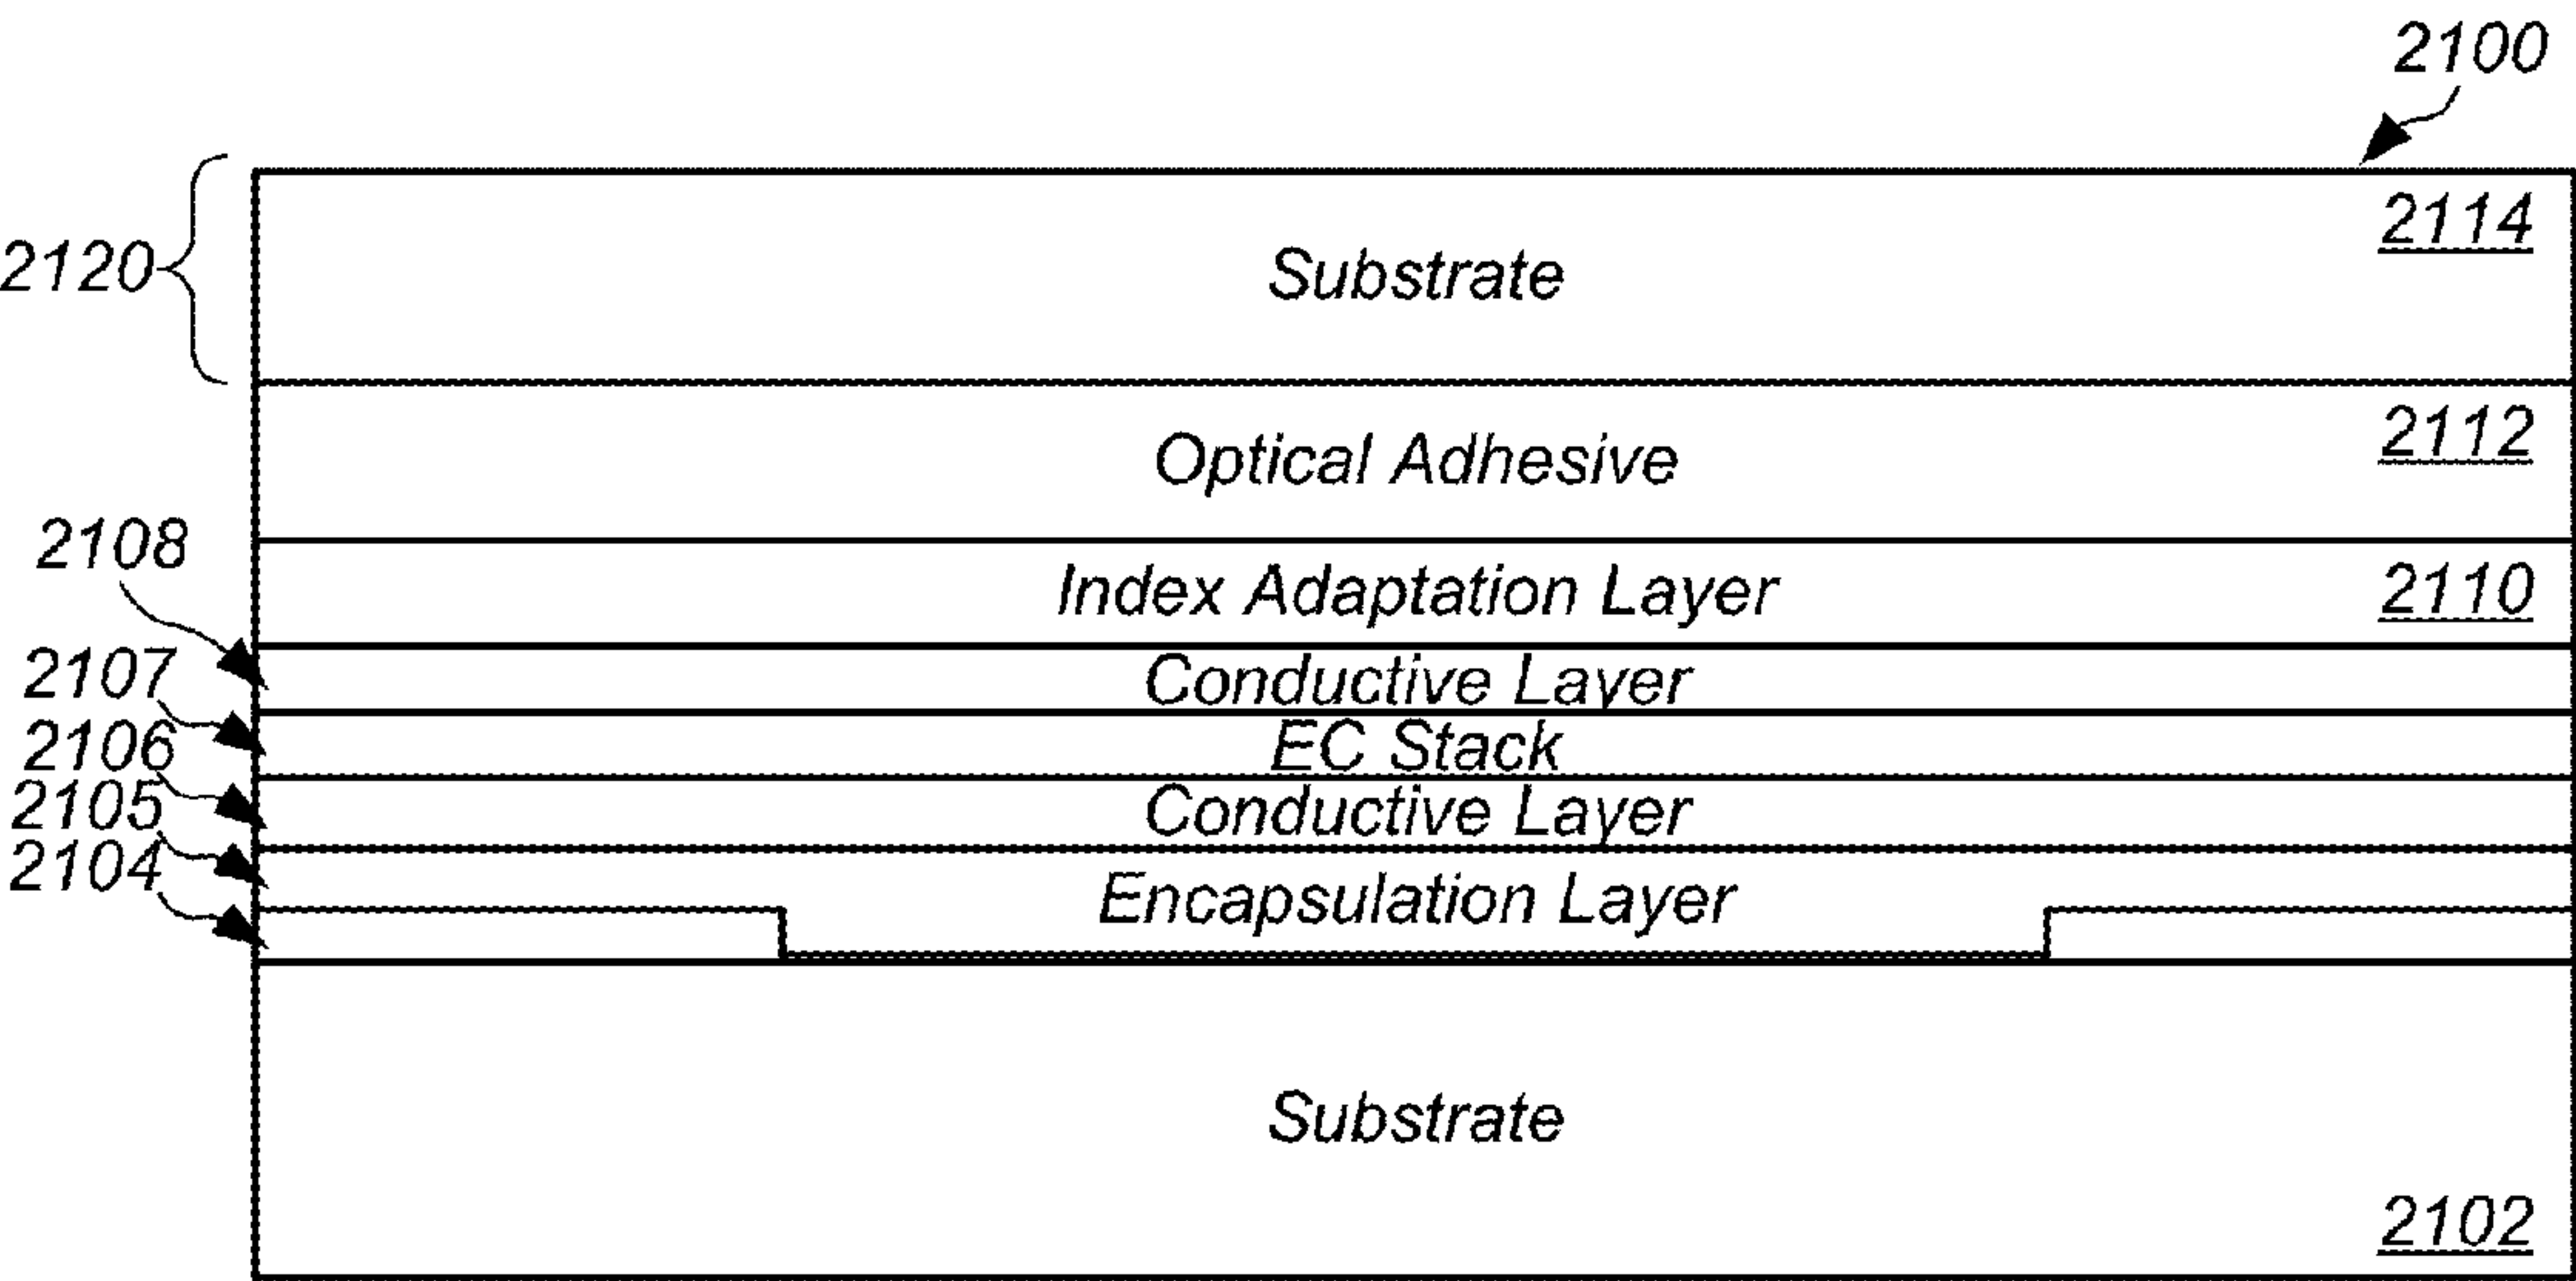 2100
2114
2120
Substrate
2112
Optical Adhesive
2108
Index Adaptation Layer
2110
2107
Conductive Layer
2106
EC Stack
2105
Conductive Layer
2104
Encapsulation Layer
Substrate
2102